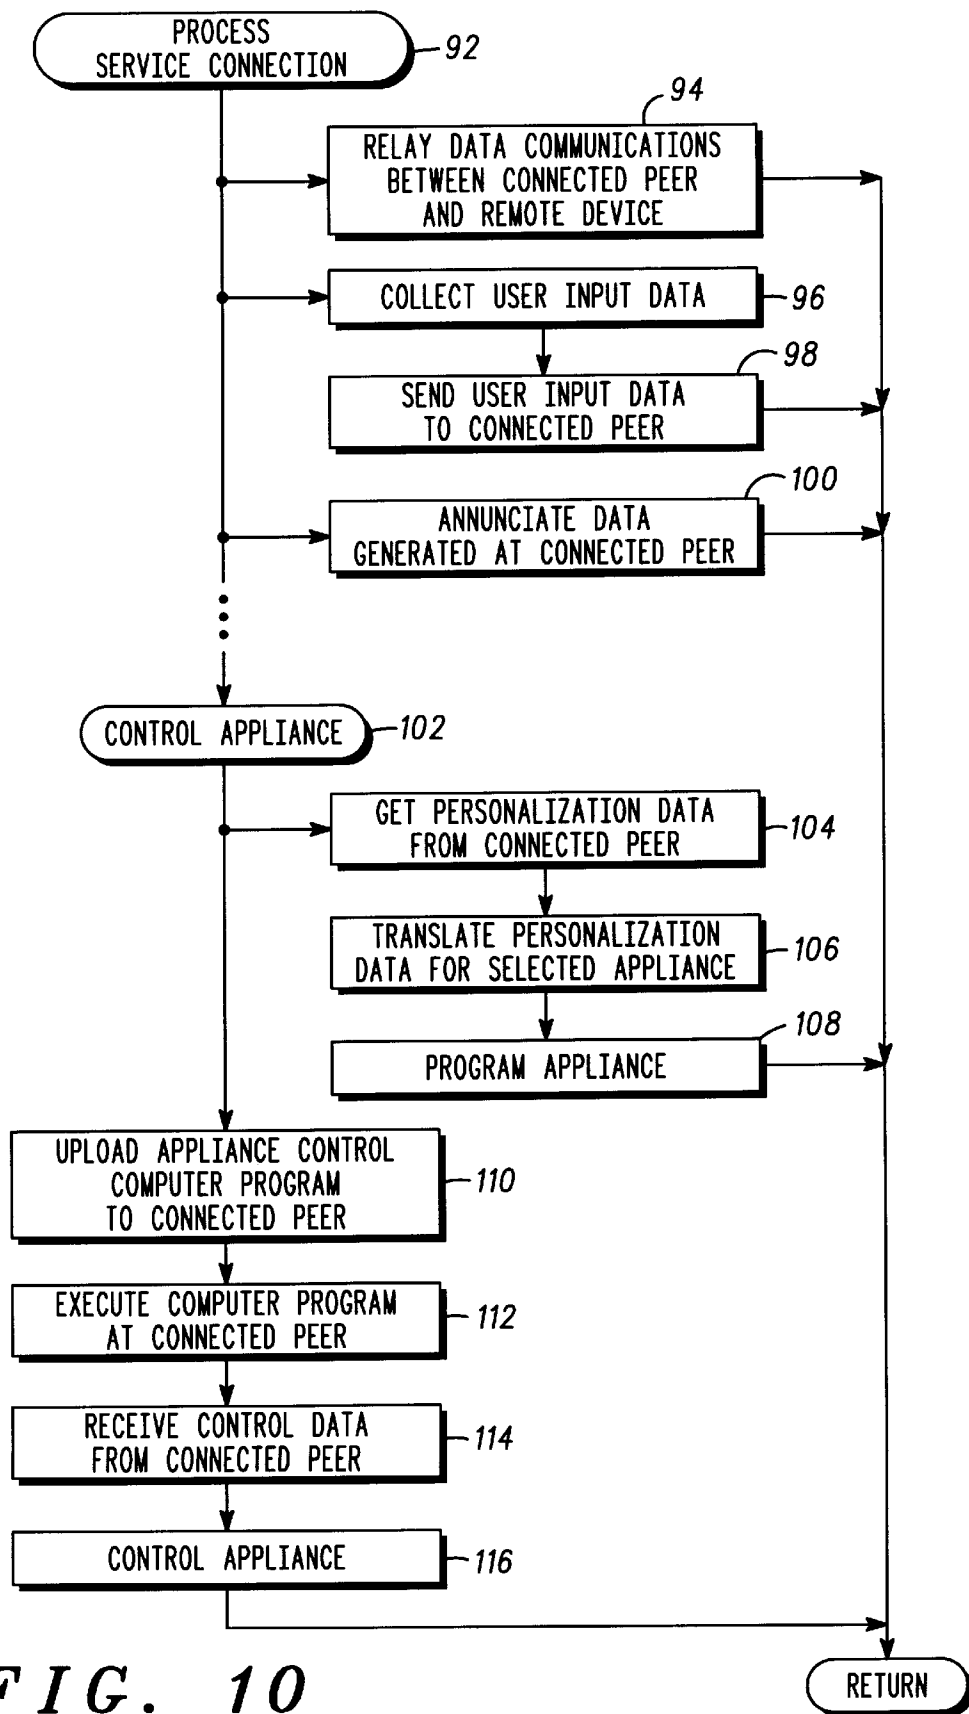 PROCESS
SERVICE CONNECTION
92
94
RELAY DATA COMMUNICATIONS
BETWEEN CONNECTED PEER
AND REMOTE DEVICE
COLLECT USER INPUT DATA
96
98
SEND USER INPUT DATA
TO CONNECTED PEER
100
ANNUNCIATE DATA
GENERATED AT CONNECTED PEER
CONTROL APPLIANCE
102
GET PERSONALIZATION DATA
FROM CONNECTED PEER
104
TRANSLATE PERSONALIZATION
DATA FOR SELECTED APPLIANCE
106
108
PROGRAM APPLIANCE
UPLOAD APPLIANCE CONTROL
COMPUTER PROGRAM
TO CONNECTED PEER
110
EXECUTE COMPUTER PROGRAM
AT CONNECTED PEER
112
RECEIVE CONTROL DATA
FROM CONNECTED PEER
114
CONTROL APPLIANCE
116
RETURN
FIG. 10